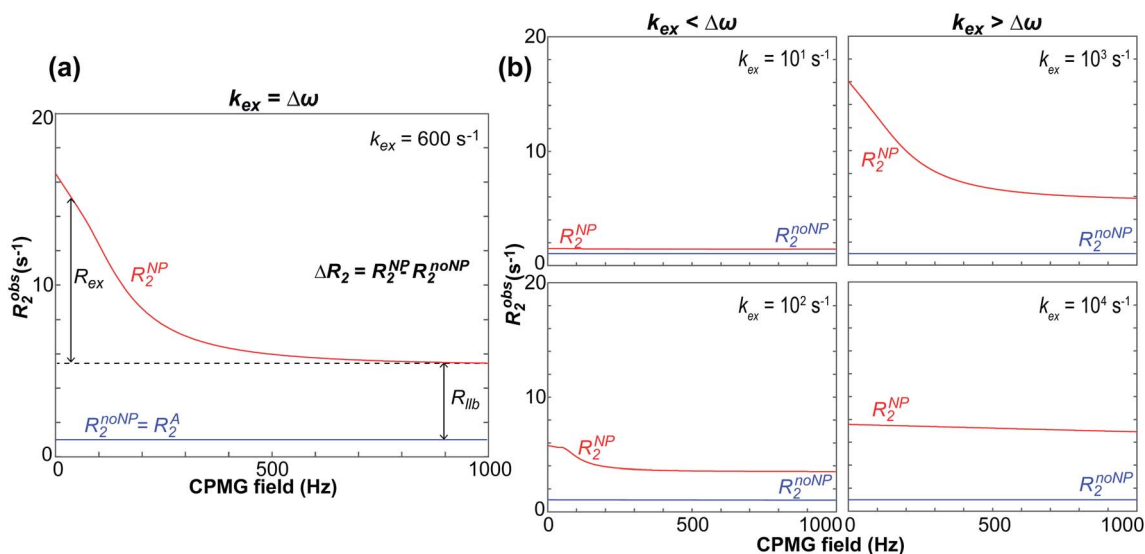 (a)
k_ex = Δω
20
10
0
R_2^obs(s⁻¹)
k_ex = 600 s⁻¹
R_ex
R_2^NP
ΔR_2 = R_2^NP - R_2^noNP
R_llb
R_2^noNP = R_2^A
0
500
1000
CPMG field (Hz)
(b)
k_ex < Δω
k_ex > Δω
R_2^obs(s⁻¹)
20
10
0
k_ex = 10¹ s⁻¹
R_2^NP
R_2^noNP
k_ex = 10³ s⁻¹
R_2^NP
R_2^noNP
20
10
0
k_ex = 10² s⁻¹
R_2^NP
R_2^noNP
0
500
1000
k_ex = 10⁴ s⁻¹
R_2^NP
R_2^noNP
500
1000
CPMG field (Hz)